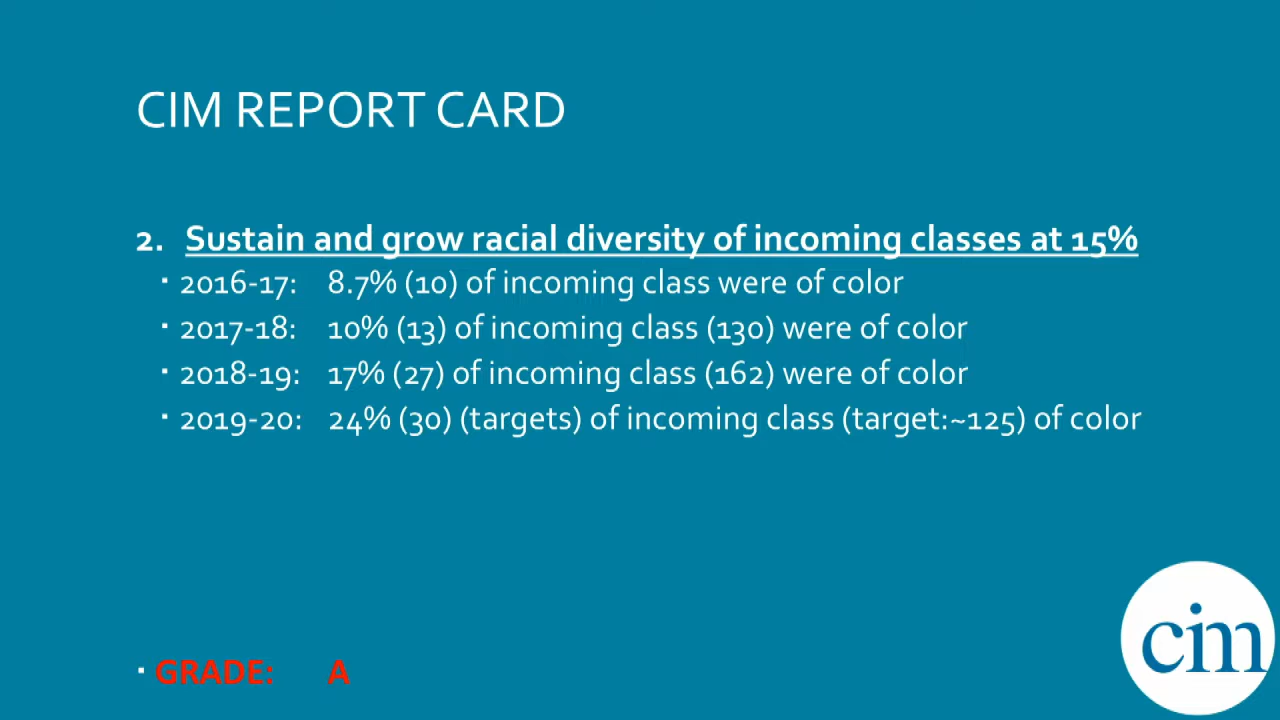 CIM REPORT CARD
2. Sustain and grow racial diversity of incoming classes at 15%
▪ 2016-17: 8.7% (10) of incoming class were of color
▪ 2017-18: 10% (13) of incoming class (130) were of color
▪ 2018-19: 17% (27) of incoming class (162) were of color
▪ 2019-20: 24% (30) (targets) of incoming class (target:~125) of color
▪ GRADE: A
cim